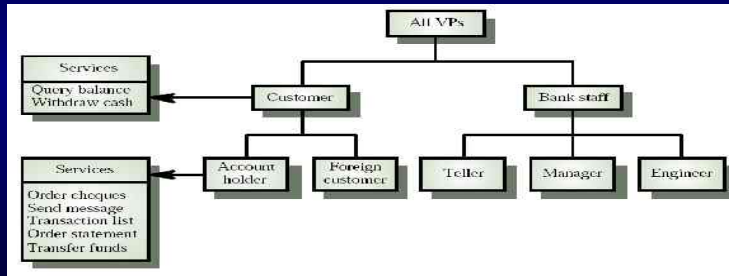 All VPs
Services
Query balance
Withdraw cash
Customer
Bank staff
Services
Order cheques
Send message
Transaction list
Order statement
Transfer funds
Account
holder
Foreign
customer
Teller
Manager
Engineer